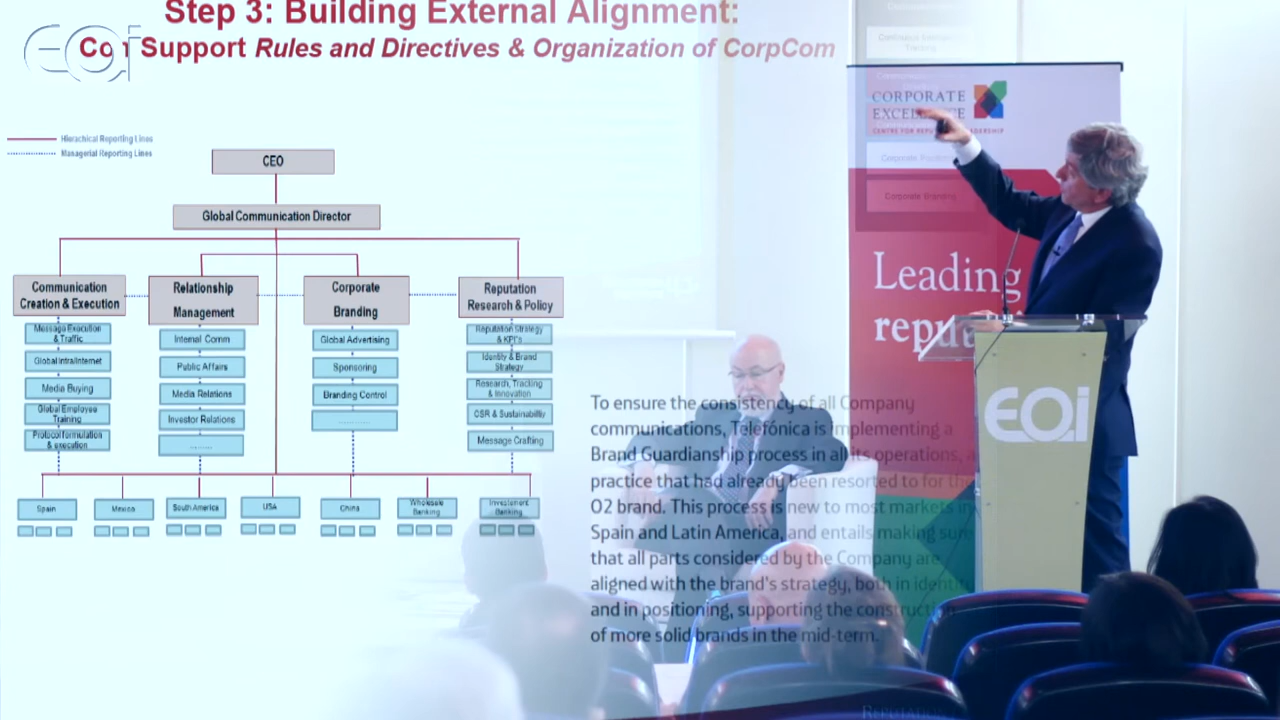 Step 3: Building External Alignment:
Support Rules and Directives & Organization of CorpCom
EOi
Hierachical Reporting Lines
Managerial Reporting Lines
CEO
Global Communication Director
Communication
Creation & Execution
Message Execution
& Traffic
Global Intra/Internet
Media Buying
Global Employee
Training
Protocol formulation
& execution
Relationship
Management
Internal Comm
Public Affairs
Media Relations
Investor Relations
.........
Corporate
Branding
Global Advertising
Sponsoring
Branding Control
.............
Reputation
Research & Policy
Reputation Strategy
& KPI's
Identity & Brand
Strategy
Research, Tracking
& Innovation
CSR & Sustainability
Message Crafting
Spain
Mexico
South America
USA
China
Wholesale
Banking
Investement
Banking
CORPORATE
EXCELLENCE
CENTRE FOR REPUTATION LEADERSHIP
Corporate Branding
Leading
EOi
To ensure the consistency of all Company
communications, Telefónica is implementing a
Brand Guardianship process in all its operations, a
practice that had already been resorted to for the
O2 brand. This process is new to most markets in
Spain and Latin America, and entails making sure
that all parts considered by the Company are
aligned with the brand's strategy, both in identity
and in positioning, supporting the construction
of more solid brands in the mid-term.
REPUTATION